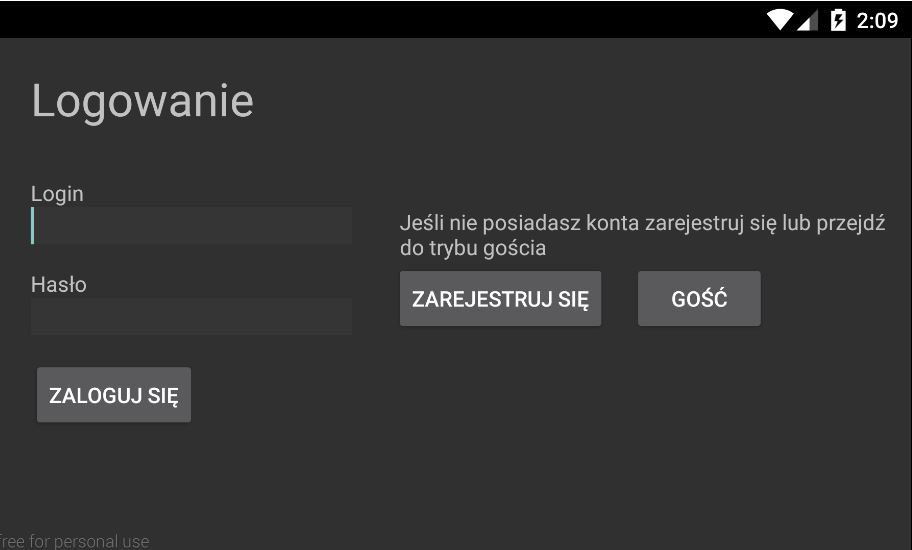 2:09
Logowanie
Login
Hasło
ZALOGUJ SIĘ
Jeśli nie posiadasz konta zarejestruj się lub przejdź
do trybu gościa
ZAREJESTRUJ SIĘ
GOŚĆ
free for personal use